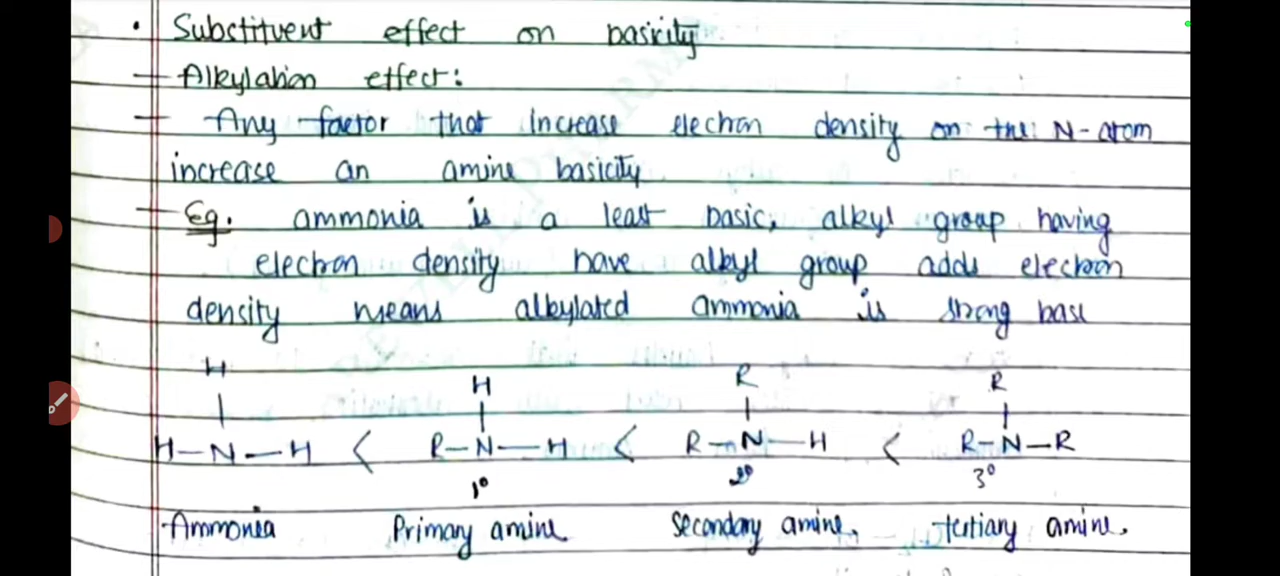 • Substituent effect on basicity
– Alkylation effect:
– Any factor that increase electron density on the N-atom
increase an amine basicity
– Eg. ammonia is a least basic, alkyl group having
electron density have alkyl group adds electron
density means alkylated ammonia is strong base
H H R R
H–N–H < R–N–H < R–N–H < R–N–R
1° 2° 3°
Ammonia Primary amine secondary amine, tertiary amine.